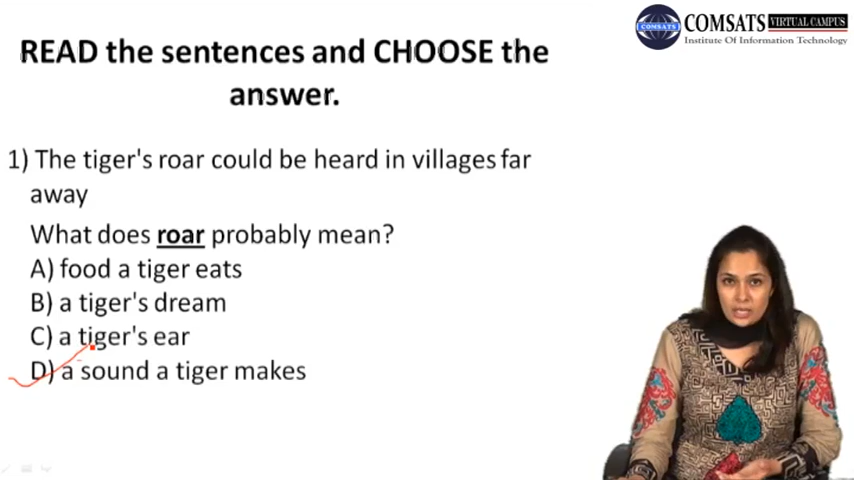 COMSATS VIRTUAL CAMPUS
Institute Of Information Technology
READ the sentences and CHOOSE the
answer.
1) The tiger's roar could be heard in villages far
away
What does roar probably mean?
A) food a tiger eats
B) a tiger's dream
C) a tiger's ear
D) a sound a tiger makes